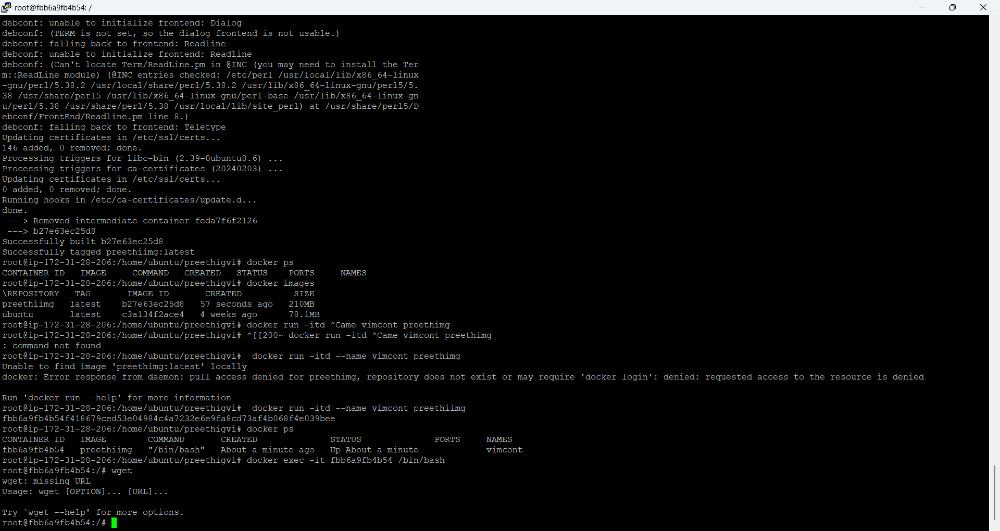 root@fbb6a9fb4b54: /
debconf: unable to initialize frontend: Dialog
debconf: (TERM is not set, so the dialog frontend is not usable.)
debconf: falling back to frontend: Readline
debconf: unable to initialize frontend: Readline
debconf: (Can't locate Term/ReadLine.pm in @INC (you may need to install the Ter
m::ReadLine module) (@INC entries checked: /etc/perl /usr/local/lib/x86_64-linux
-gnu/perl/5.38.2 /usr/local/share/perl/5.38.2 /usr/lib/x86_64-linux-gnu/perl5/5.
38 /usr/share/perl5 /usr/lib/x86_64-linux-gnu/perl-base /usr/lib/x86_64-linux-gn
u/perl/5.38 /usr/share/perl/5.38 /usr/local/lib/site_perl) at /usr/share/perl5/D
ebconf/FrontEnd/Readline.pm line 8.)
debconf: falling back to frontend: Teletype
Updating certificates in /etc/ssl/certs...
146 added, 0 removed; done.
Processing triggers for libc-bin (2.39-0ubuntu8.6) ...
Processing triggers for ca-certificates (20240203) ...
Updating certificates in /etc/ssl/certs...
0 added, 0 removed; done.
Running hooks in /etc/ca-certificates/update.d...
done.
 ---> Removed intermediate container feda7f6f2126
 ---> b27e63ec25d8
Successfully built b27e63ec25d8
Successfully tagged preethiimg:latest
root@ip-172-31-28-206:/home/ubuntu/preethigvi# docker ps
CONTAINER ID   IMAGE     COMMAND   CREATED   STATUS    PORTS     NAMES
root@ip-172-31-28-206:/home/ubuntu/preethigvi# docker images
\REPOSITORY   TAG       IMAGE ID       CREATED          SIZE
preethiimg   latest    b27e63ec25d8   57 seconds ago   210MB
ubuntu       latest    c3a134f2ace4   4 weeks ago      78.1MB
root@ip-172-31-28-206:/home/ubuntu/preethigvi# docker run -itd ^Came vimcont preethimg
root@ip-172-31-28-206:/home/ubuntu/preethigvi# ^[[200~ docker run -itd ^Came vimcont preethimg
: command not found
root@ip-172-31-28-206:/home/ubuntu/preethigvi#  docker run -itd --name vimcont preethimg
Unable to find image 'preethimg:latest' locally
docker: Error response from daemon: pull access denied for preethimg, repository does not exist or may require 'docker login': denied: requested access to the resource is denied
Run 'docker run --help' for more information
root@ip-172-31-28-206:/home/ubuntu/preethigvi#  docker run -itd --name vimcont preethiimg
fbb6a9fb4b54f418679ced53e04984c4a7232e6e9fa8cd73af4b068f4e039bee
root@ip-172-31-28-206:/home/ubuntu/preethigvi# docker ps
CONTAINER ID   IMAGE        COMMAND       CREATED              STATUS              PORTS     NAMES
fbb6a9fb4b54   preethiimg   "/bin/bash"   About a minute ago   Up About a minute             vimcont
root@ip-172-31-28-206:/home/ubuntu/preethigvi# docker exec -it fbb6a9fb4b54 /bin/bash
root@fbb6a9fb4b54:/# wget
wget: missing URL
Usage: wget [OPTION]... [URL]...
Try `wget --help' for more options.
root@fbb6a9fb4b54:/#